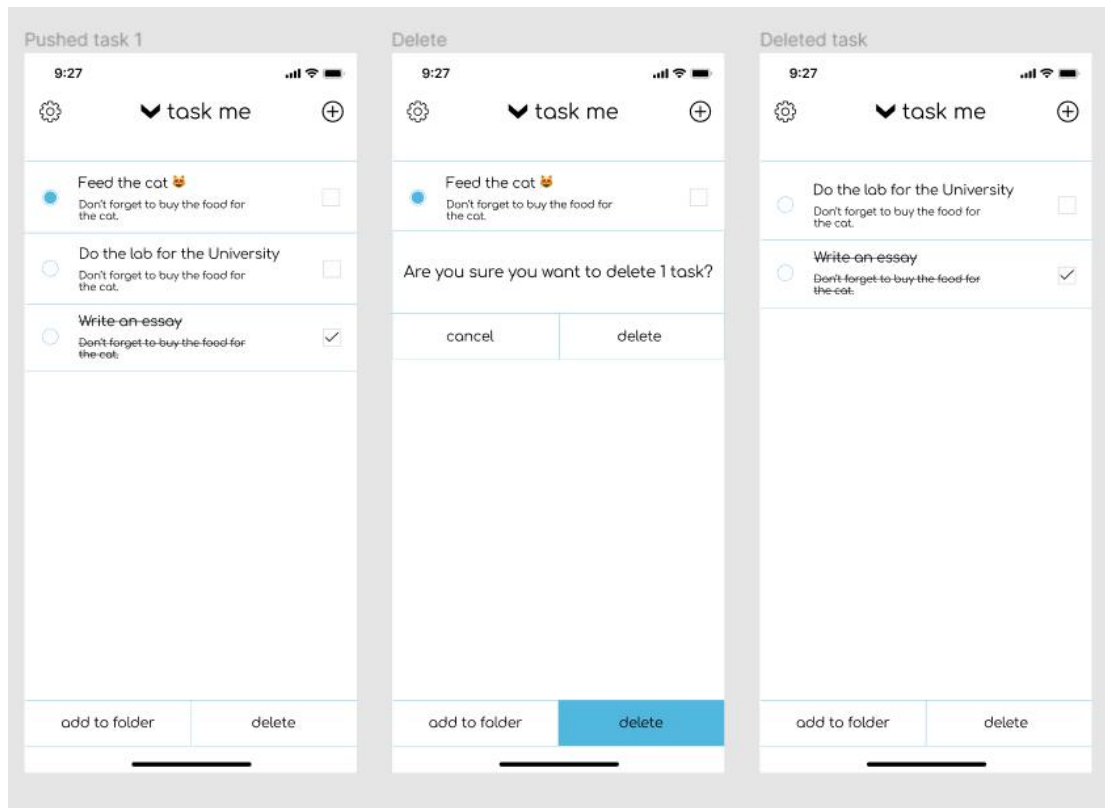 Pushed task 1
9:27
task me
Feed the cat 😻
Don't forget to buy the food for
the cat.
Do the lab for the University
Don't forget to buy the food for
the cat.
Write an essay
Don't forget to buy the food for
the cat.
add to folder
delete
Delete
9:27
task me
Feed the cat 😻
Don't forget to buy the food for
the cat.
Are you sure you want to delete 1 task?
cancel
delete
add to folder
delete
Deleted task
9:27
task me
Do the lab for the University
Don't forget to buy the food for
the cat.
Write an essay
Don't forget to buy the food for
the cat.
add to folder
delete